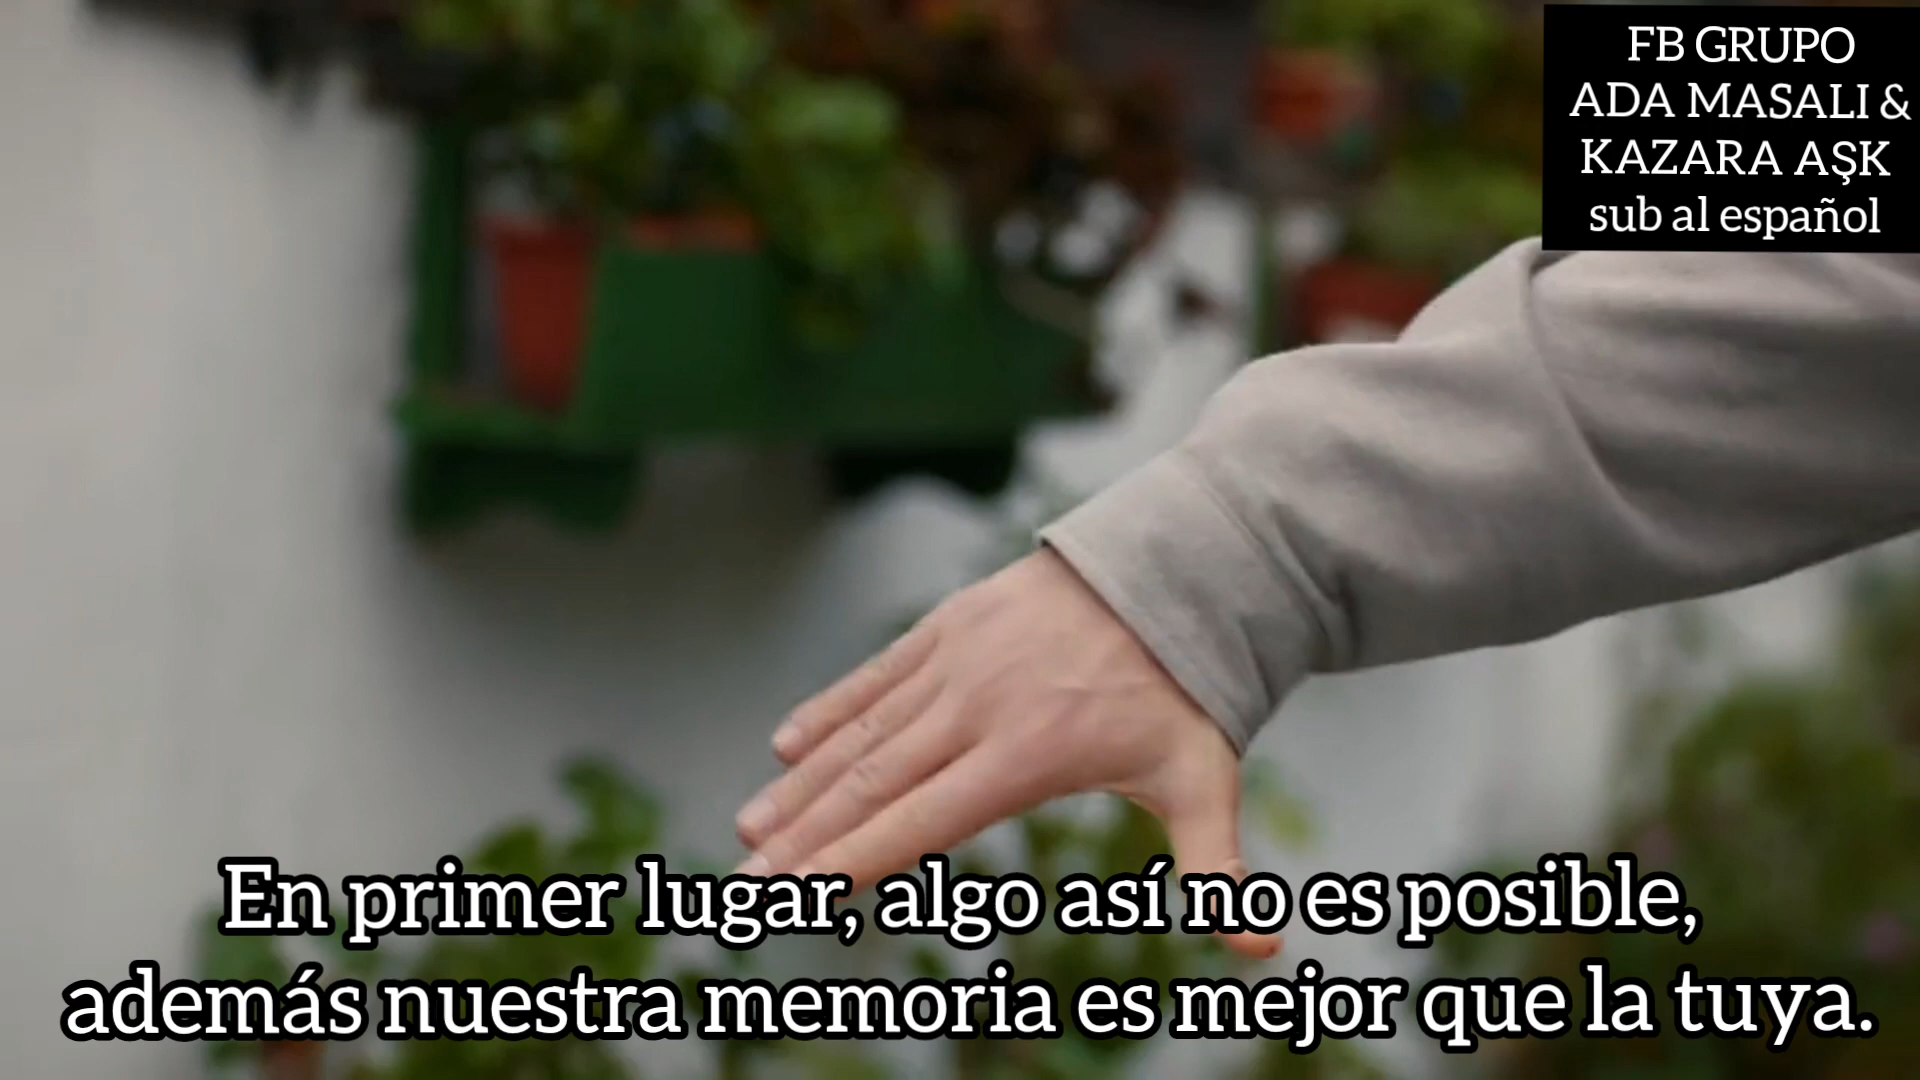 FB GRUPO
ADA MASALI &
KAZARA AŞK
sub al español
En primer lugar, algo así no es posible,
además nuestra memoria es mejor que la tuya.